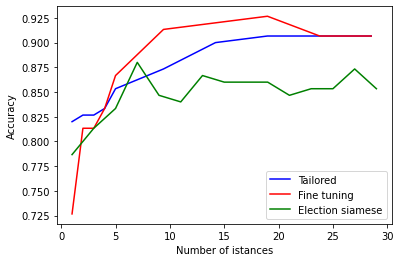 0.925
0.900
0.875
0.850
0.825
0.800
0.775
0.750
0.725
Accuracy
0 5 10 15 20 25 30
Number of istances
Tailored
Fine tuning
Election siamese